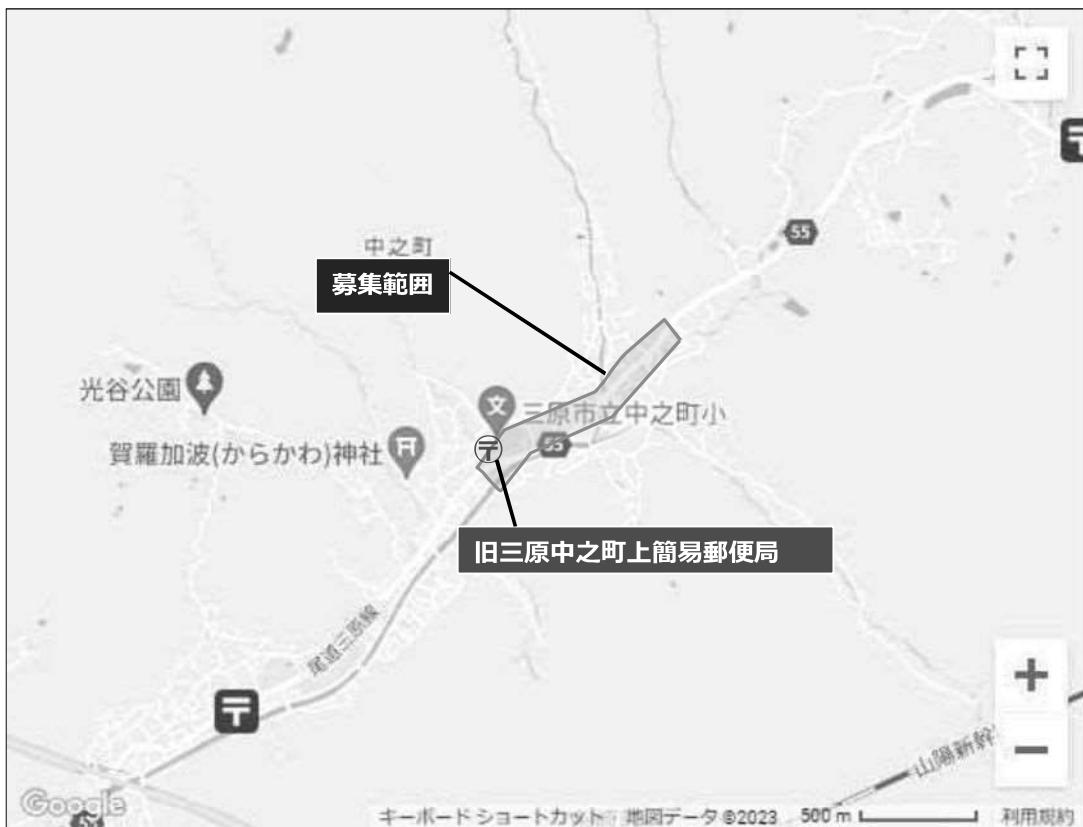 55
中之町
募集範囲
光谷公園
三原市立中之町小
賀羅加波(からかわ)神社
55
旧三原中之町上簡易郵便局
尾道三原線
山陽新幹
Google
55
キーボード ショートカット
地図データ ©2023
500 m
利用規約